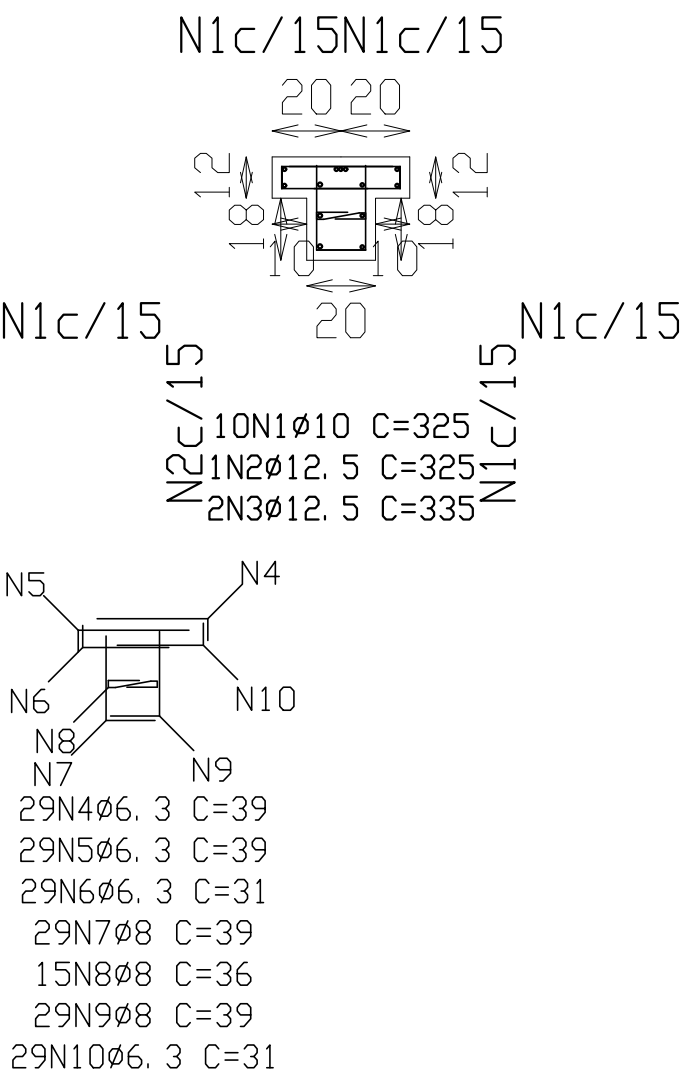 N1c/15N1c/15
20 20
12 12
18 18
10 10
20
N1c/15 N1c/15
N2c/15 N1c/15
10N1ø10 C=325
1N2ø12.5 C=325
2N3ø12.5 C=335
N5 N4
N6 N10
N8
N7 N9
29N4ø6.3 C=39
29N5ø6.3 C=39
29N6ø6.3 C=31
29N7ø8 C=39
15N8ø8 C=36
29N9ø8 C=39
29N10ø6.3 C=31